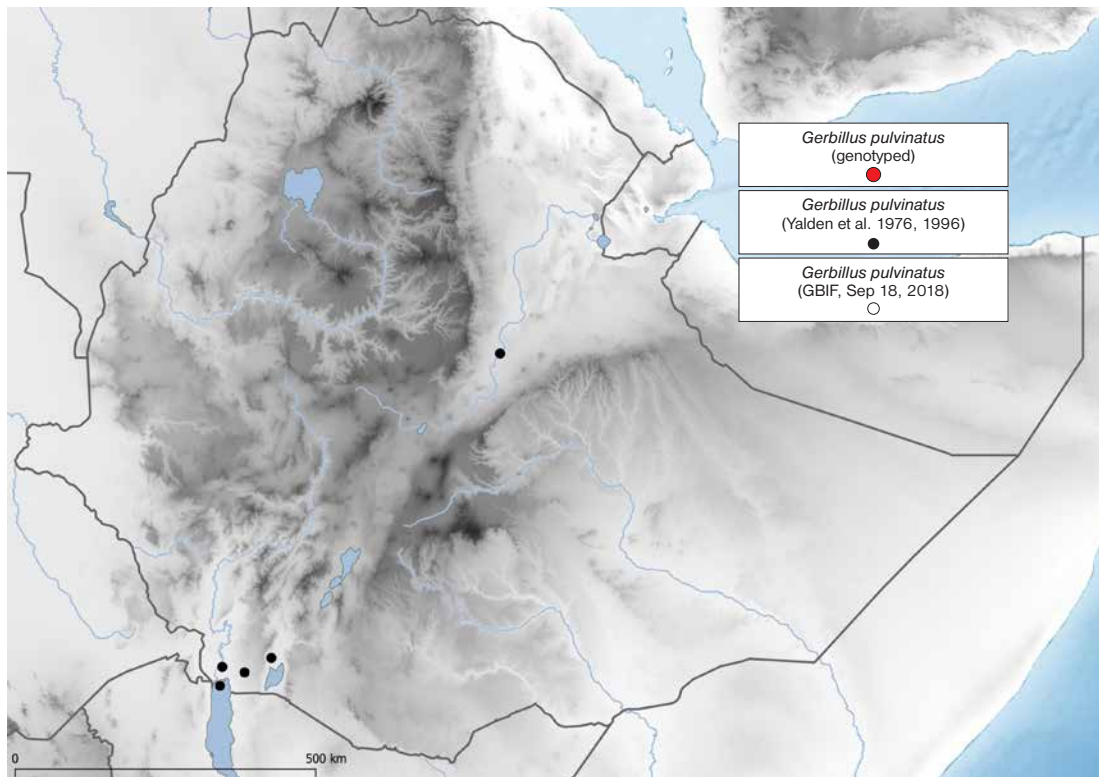 Gerbillus pulvinatus
(genotyped)
Gerbillus pulvinatus
(Yalden et al. 1976, 1996)
Gerbillus pulvinatus
(GBIF, Sep 18, 2018)
0
500 km